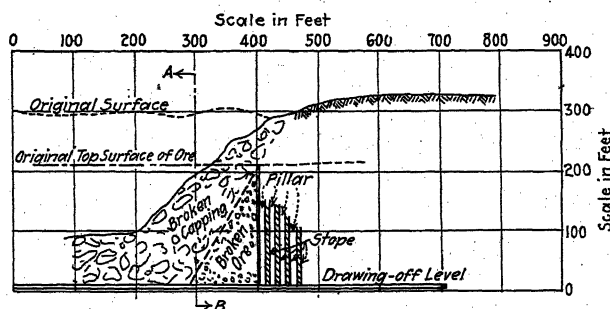 Scale in Feet
0 100 200 300 400 500 600 700 800 900
400
A
Original Surface
300
Original Top Surface of Ore
200
Pillar
Broken
Capping
Broken
Ore
Stope
100
Drawing-off Level
0
B
Scale in Feet